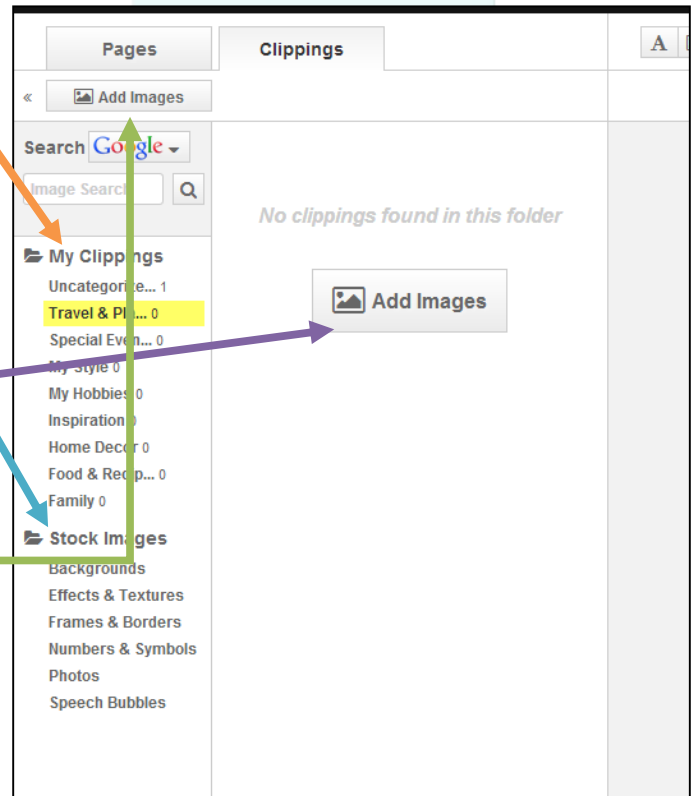 Pages
Clippings
A
«
Add Images
Search Google
Image Search
No clippings found in this folder
My Clippings
Uncategorize... 1
Add Images
Travel & Pla... 0
Special Even... 0
My Style 0
My Hobbies 0
Inspiration 0
Home Decor 0
Food & Recip... 0
Family 0
Stock Images
Backgrounds
Effects & Textures
Frames & Borders
Numbers & Symbols
Photos
Speech Bubbles